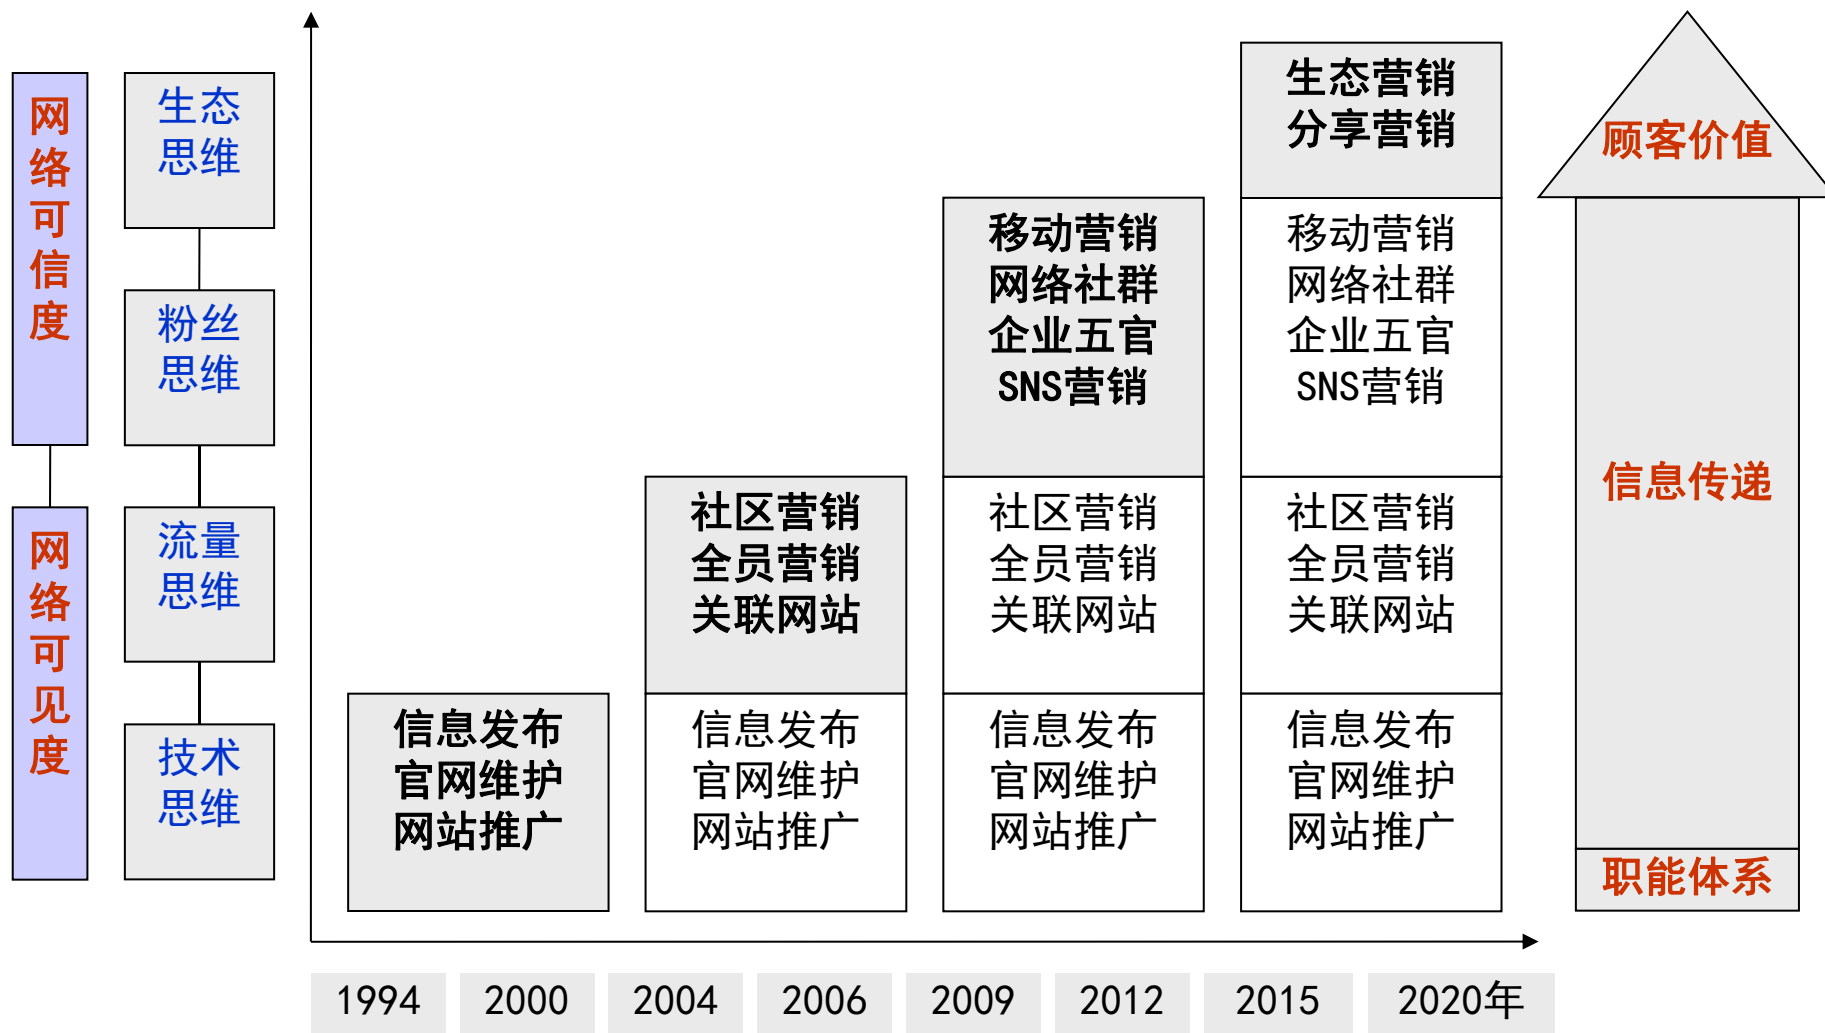 网
络
可
信
度
网
络
可
见
度
生态
思维
粉丝
思维
流量
思维
技术
思维
信息发布
官网维护
网站推广
社区营销
全员营销
关联网站
信息发布
官网维护
网站推广
移动营销
网络社群
企业五官
SNS营销
社区营销
全员营销
关联网站
信息发布
官网维护
网站推广
生态营销
分享营销
移动营销
网络社群
企业五官
SNS营销
社区营销
全员营销
关联网站
信息发布
官网维护
网站推广
顾客价值
信息传递
职能体系
1994
2000
2004
2006
2009
2012
2015
2020年